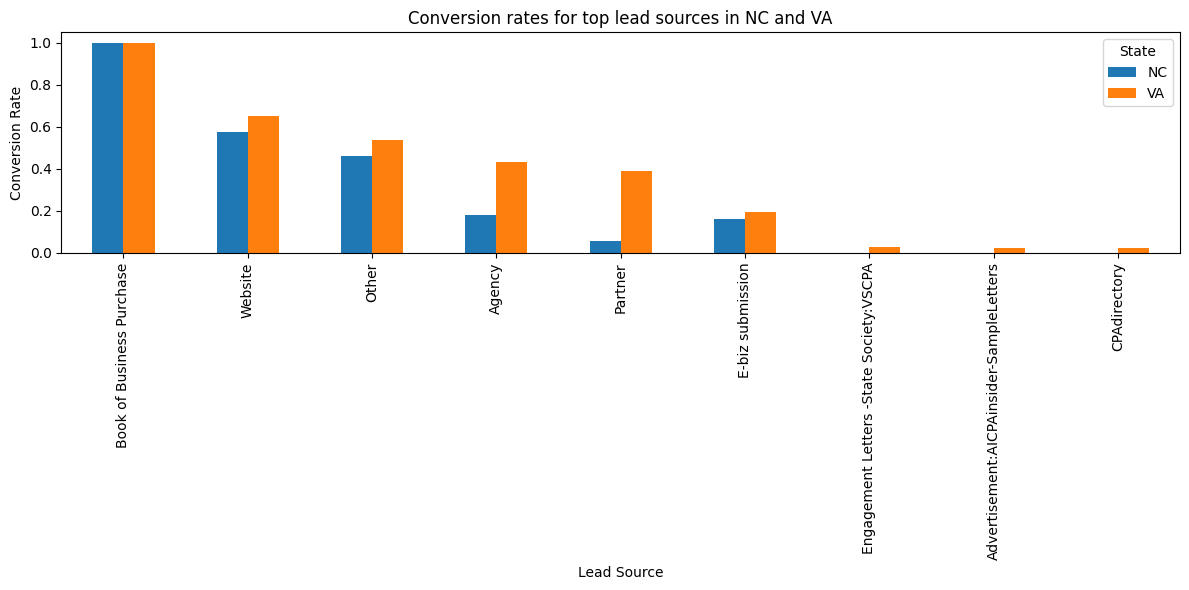 Conversion rates for top lead sources in NC and VA
State
NC
VA
Conversion Rate
1.0
0.8
0.6
0.4
0.2
0.0
Book of Business Purchase
Website
Other
Agency
Partner
E-biz submission
Engagement Letters -State Society:VSCPA
Advertisement:AICPAinsider-SampleLetters
CPAdirectory
Lead Source